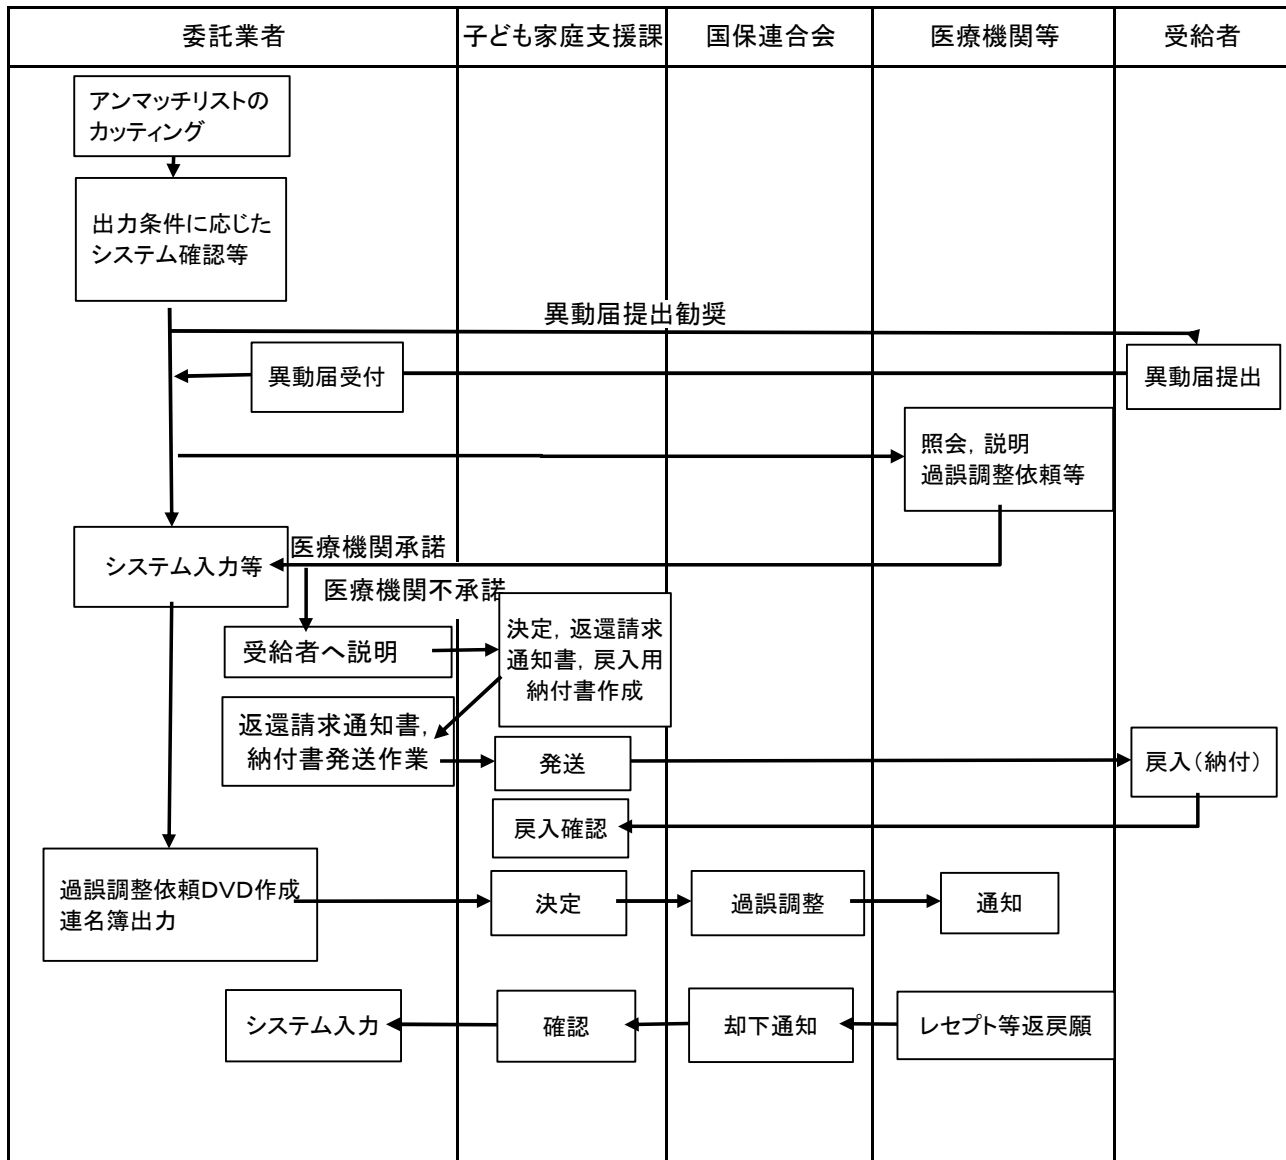 委託業者
子ども家庭支援課
国保連合会
医療機関等
受給者
アンマッチリストの
カッティング
出力条件に応じた
システム確認等
異動届提出勧奨
異動届受付
異動届提出
照会，説明
過誤調整依頼等
システム入力等
医療機関承諾
医療機関不承諾
受給者へ説明
決定，返還請求
通知書，戻入用
納付書作成
返還請求通知書，
納付書発送作業
発送
戻入（納付）
戻入確認
過誤調整依頼DVD作成
連名簿出力
決定
過誤調整
通知
システム入力
確認
却下通知
レセプト等返戻願